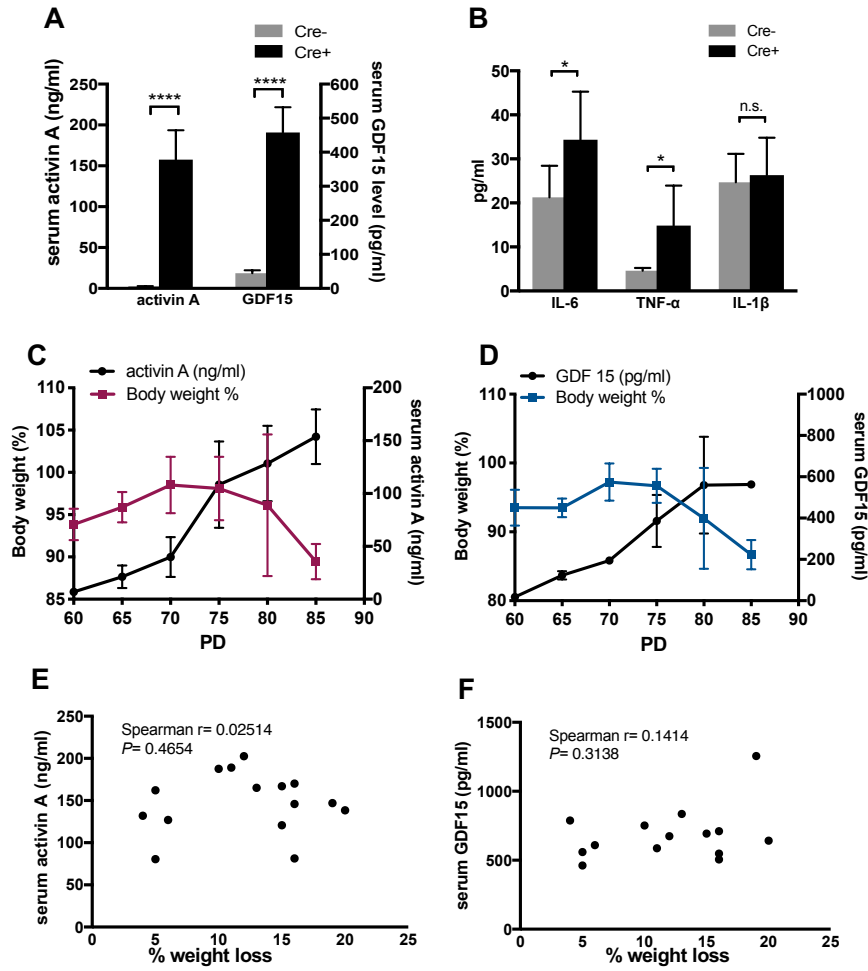 A
Cre-
Cre+
serum activin A (ng/ml)
250
200
150
100
50
0
****
****
600
500
400
300
200
100
0
serum GDF15
level (pg/ml)
activin A
GDF15
B
Cre-
Cre+
pg/ml
50
40
30
20
10
0
*
*
n.s.
IL-6
TNF-α
IL-1β
C
activin A (ng/ml)
Body weight %
Body weight (%)
110
105
100
95
90
85
200
150
100
50
0
serum activin A (ng/ml)
60
65
70
75
80
85
90
PD
D
GDF 15 (pg/ml)
Body weight %
Body weight (%)
110
100
90
80
1000
800
600
400
200
0
serum GDF15
(pg/ml)
60
65
70
75
80
85
90
PD
E
Spearman r= 0.02514
P= 0.4654
serum activin A (ng/ml)
250
200
150
100
50
0
0
5
10
15
20
25
% weight loss
F
Spearman r= 0.1414
P= 0.3138
serum GDF15 (pg/ml)
1500
1000
500
0
0
5
10
15
20
25
% weight loss